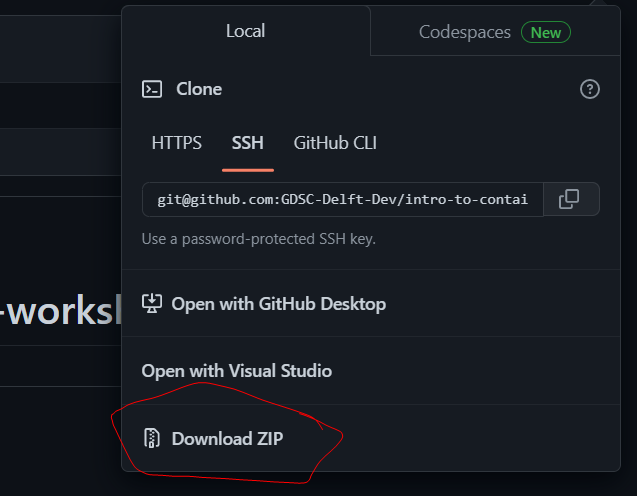 Local
Codespaces New
Clone
HTTPS SSH GitHub CLI
git@github.com:GDSC-Delft-Dev/intro-to-contai
Use a password-protected SSH key.
-worksl
Open with GitHub Desktop
Open with Visual Studio
Download ZIP